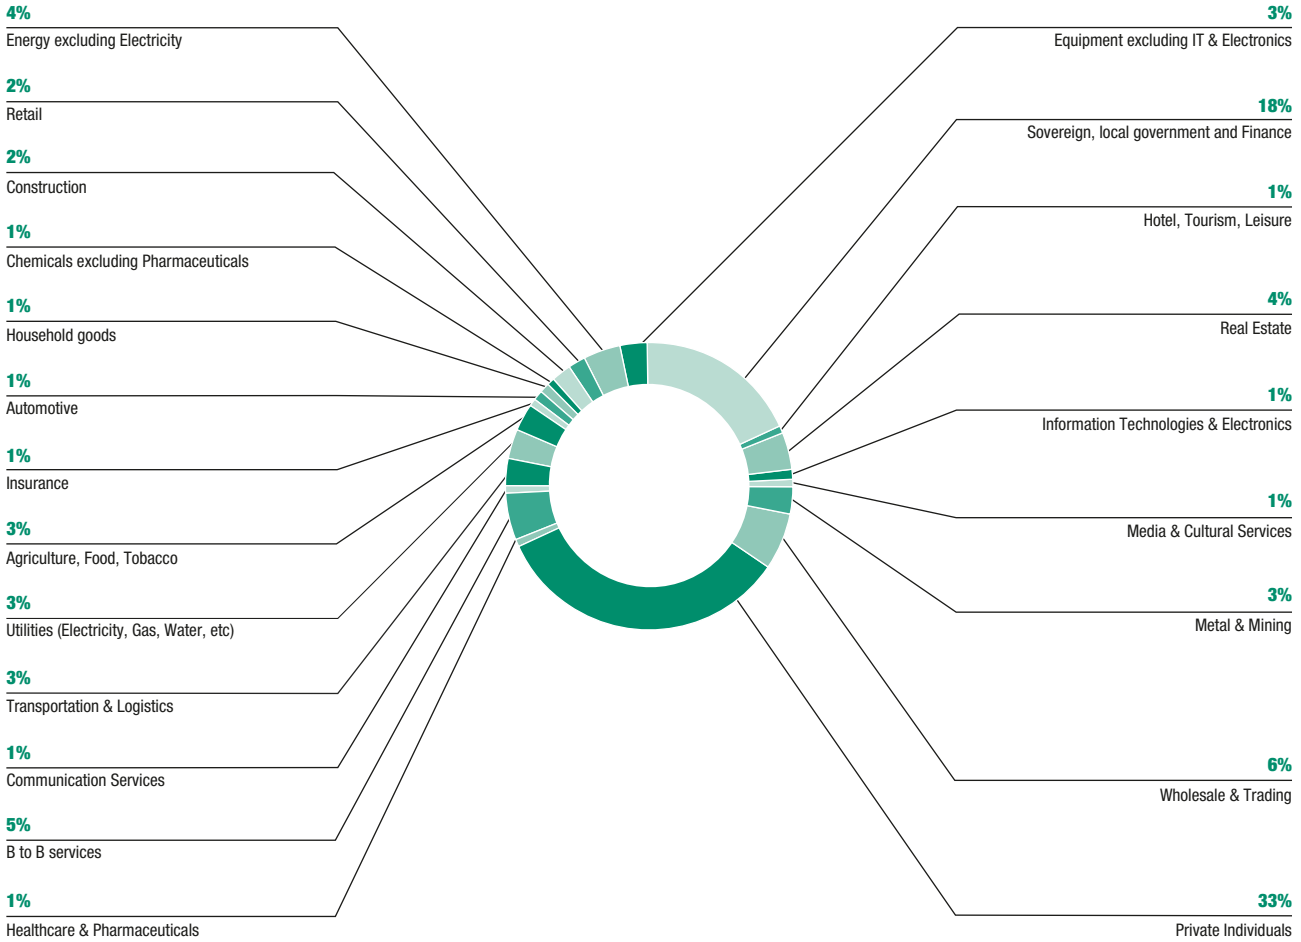 4%
Energy excluding Electricity
2%
Retail
2%
Construction
1%
Chemicals excluding Pharmaceuticals
1%
Household goods
1%
Automotive
1%
Insurance
3%
Agriculture, Food, Tobacco
3%
Utilities (Electricity, Gas, Water, etc)
3%
Transportation & Logistics
1%
Communication Services
5%
B to B services
1%
Healthcare & Pharmaceuticals
3%
Equipment excluding IT & Electronics
18%
Sovereign, local government and Finance
1%
Hotel, Tourism, Leisure
4%
Real Estate
1%
Information Technologies & Electronics
1%
Media & Cultural Services
3%
Metal & Mining
6%
Wholesale & Trading
33%
Private Individuals